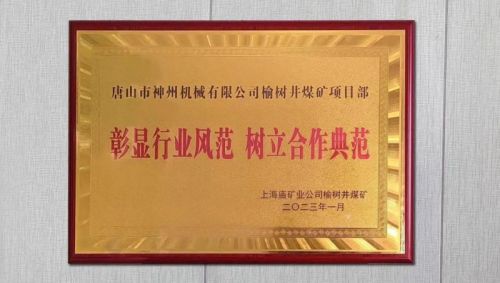 唐山市神州机械有限公司榆树井煤矿项目部
彰显行业风范 树立合作典范
上海庙矿业公司榆树井煤矿
二〇二三年一月